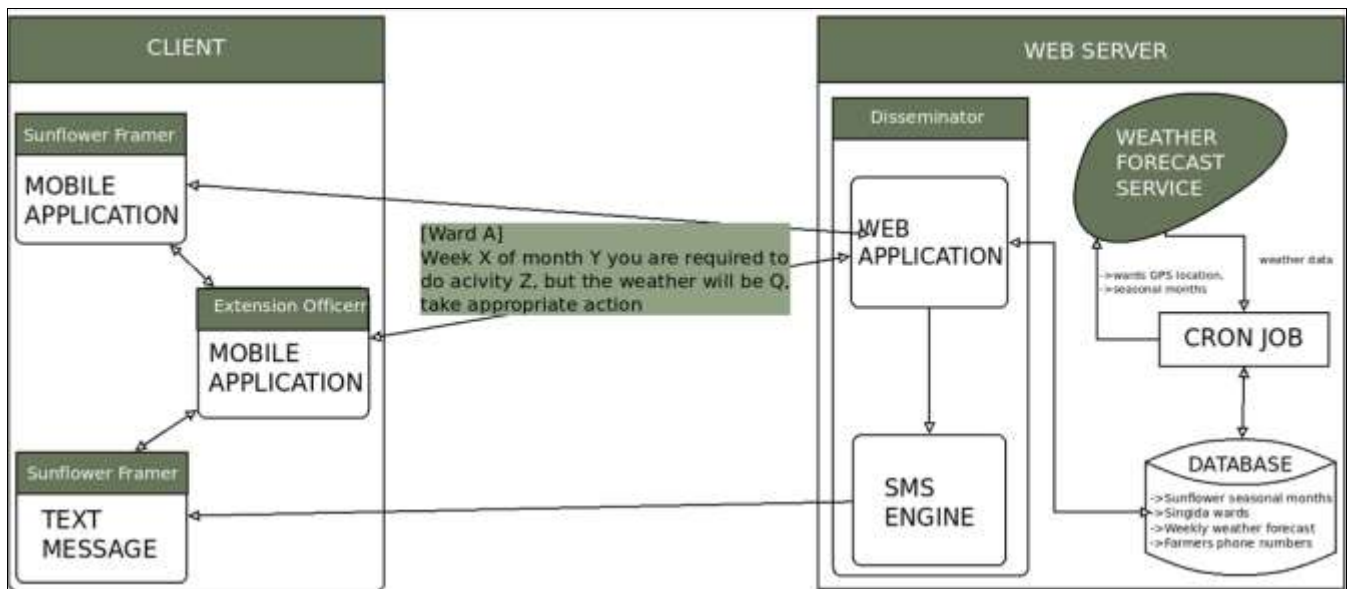 CLIENT
Sunflower Framer
MOBILE
APPLICATION
Extension Officerr
MOBILE
APPLICATION
Sunflower Framer
TEXT
MESSAGE
[Ward A]
Week X of month Y you are required to
do acivity Z, but the weather will be Q,
take appropriate action
WEB SERVER
Disseminator
WEB
APPLICATION
SMS
ENGINE
WEATHER
FORECAST
SERVICE
->wards GPS location,
->seasonal months
weather data
CRON JOB
DATABASE
->Sunflower seasonal months
->Singida wards
->Weekly weather forecast
->Farmers phone numbers